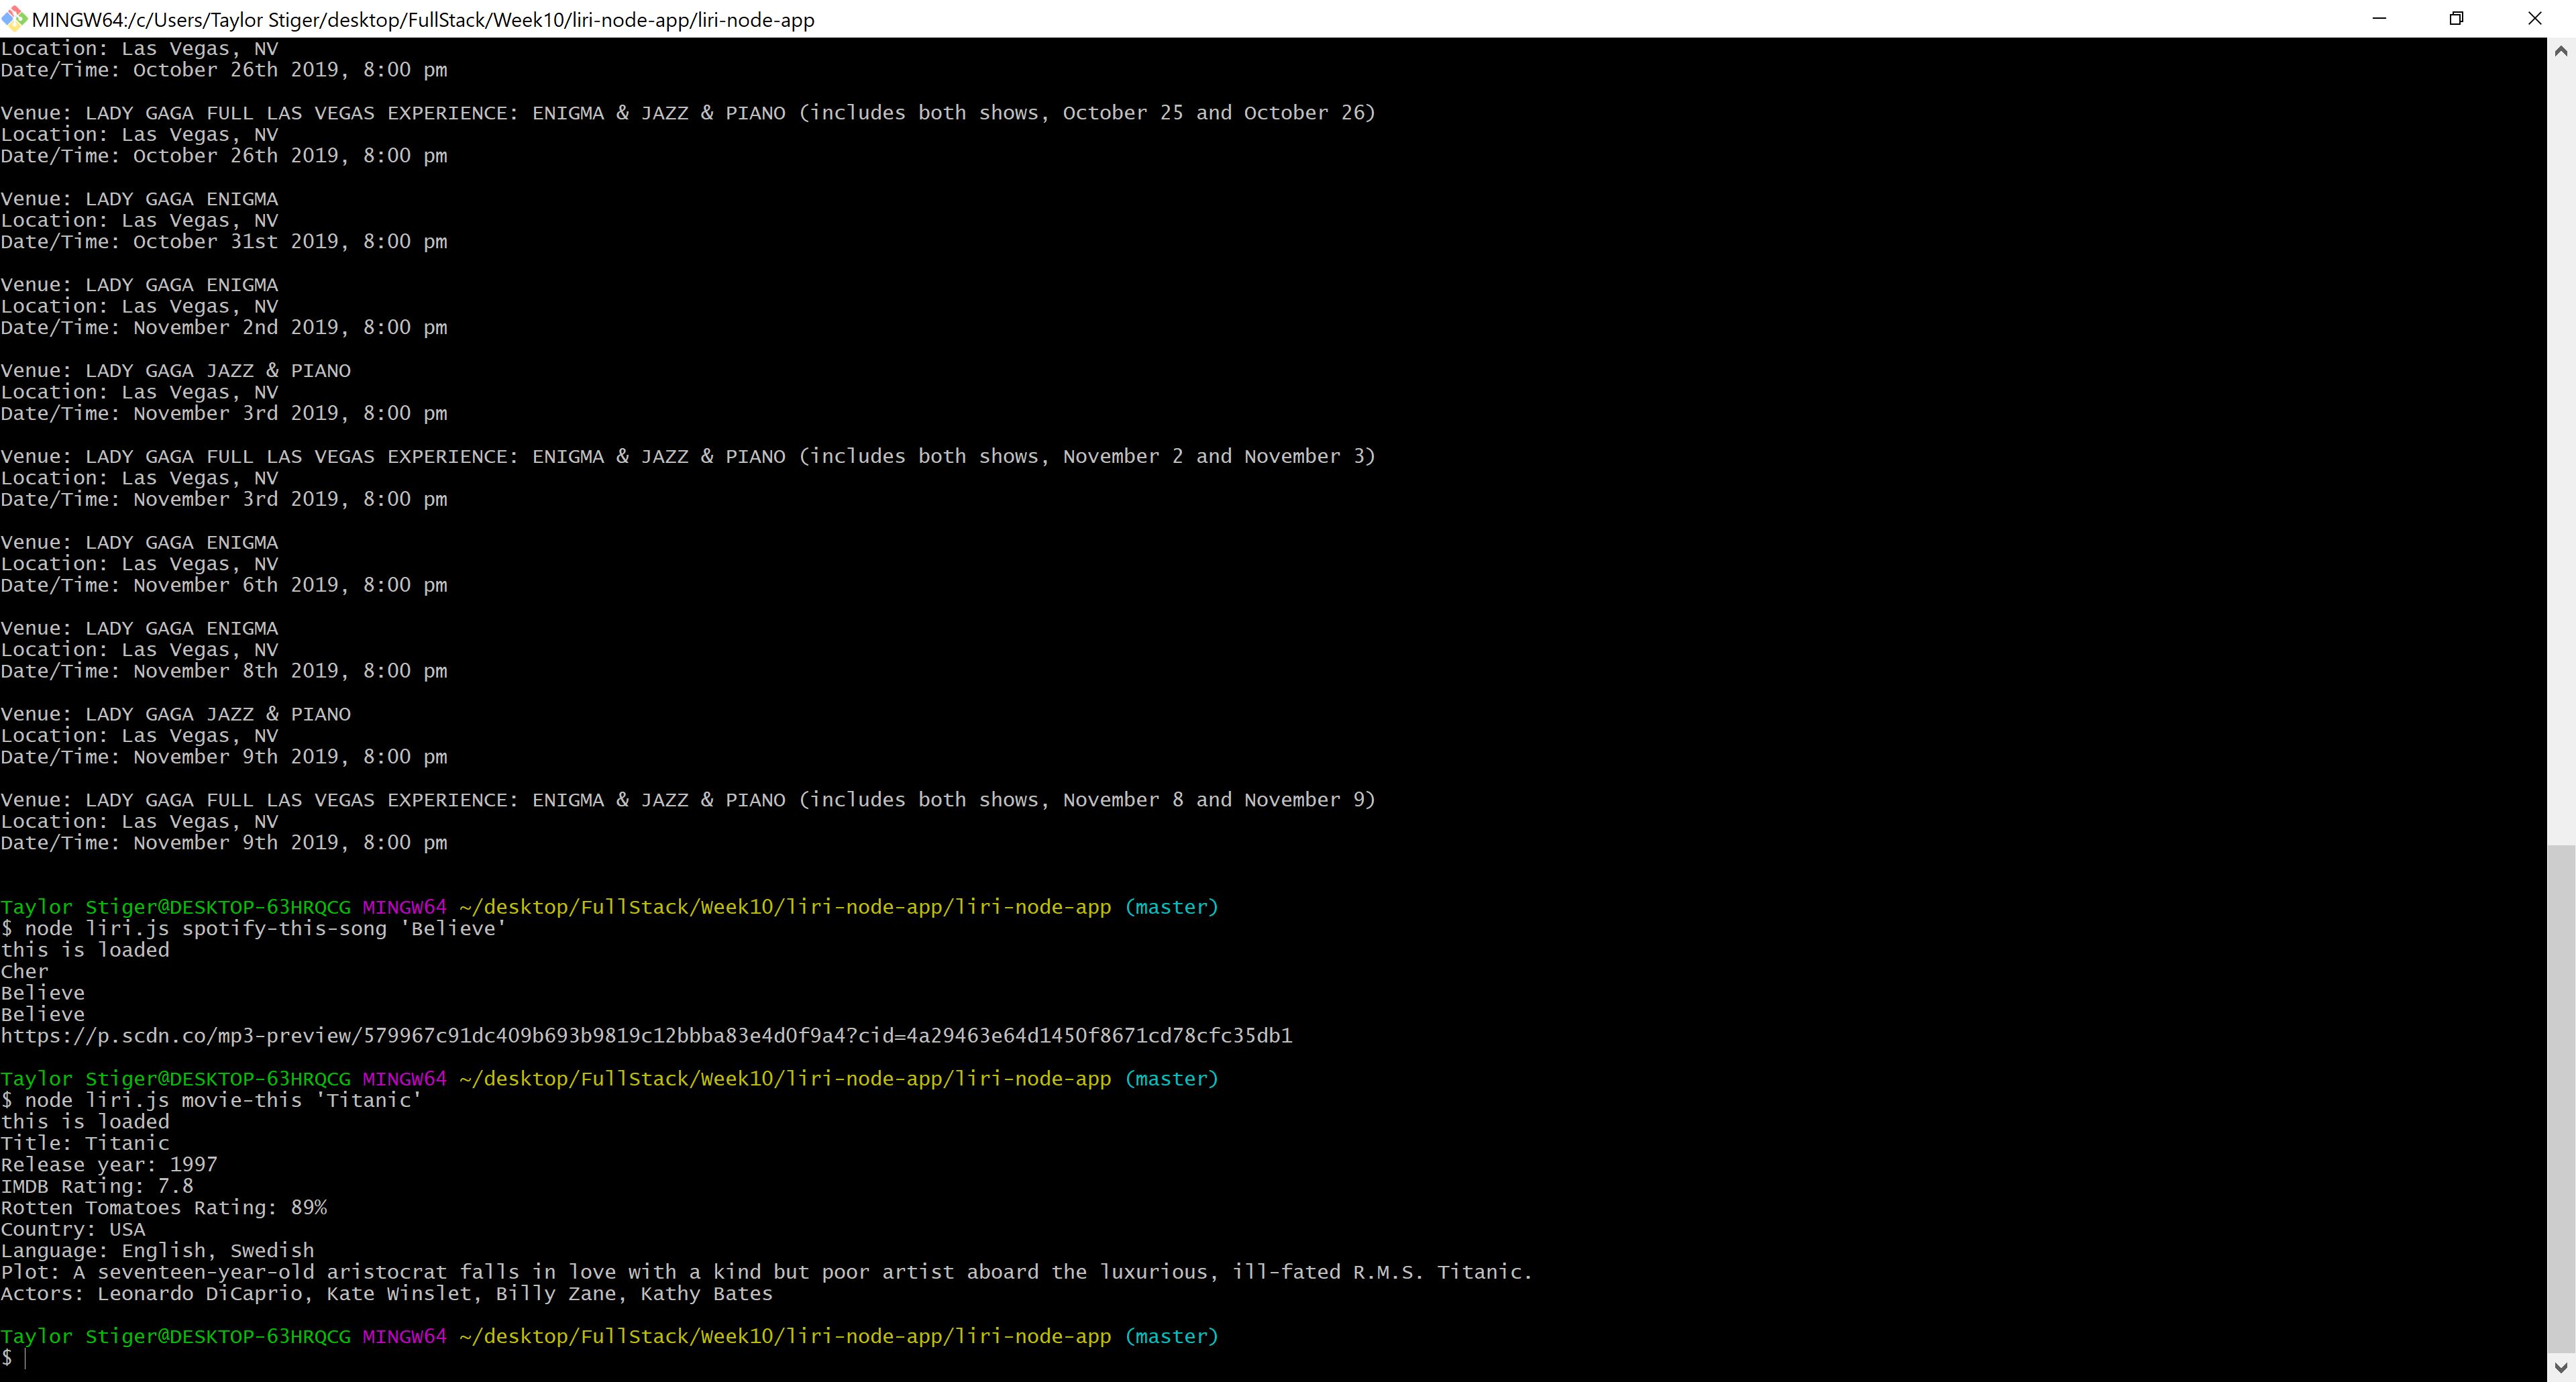 MINGW64:/c/Users/Taylor Stiger/desktop/FullStack/Week10/liri-node-app/liri-node-app
Location: Las Vegas, NV
Date/Time: October 26th 2019, 8:00 pm
Venue: LADY GAGA FULL LAS VEGAS EXPERIENCE: ENIGMA & JAZZ & PIANO (includes both shows, October 25 and October 26)
Location: Las Vegas, NV
Date/Time: October 26th 2019, 8:00 pm
Venue: LADY GAGA ENIGMA
Location: Las Vegas, NV
Date/Time: October 31st 2019, 8:00 pm
Venue: LADY GAGA ENIGMA
Location: Las Vegas, NV
Date/Time: November 2nd 2019, 8:00 pm
Venue: LADY GAGA JAZZ & PIANO
Location: Las Vegas, NV
Date/Time: November 3rd 2019, 8:00 pm
Venue: LADY GAGA FULL LAS VEGAS EXPERIENCE: ENIGMA & JAZZ & PIANO (includes both shows, November 2 and November 3)
Location: Las Vegas, NV
Date/Time: November 3rd 2019, 8:00 pm
Venue: LADY GAGA ENIGMA
Location: Las Vegas, NV
Date/Time: November 6th 2019, 8:00 pm
Venue: LADY GAGA ENIGMA
Location: Las Vegas, NV
Date/Time: November 8th 2019, 8:00 pm
Venue: LADY GAGA JAZZ & PIANO
Location: Las Vegas, NV
Date/Time: November 9th 2019, 8:00 pm
Venue: LADY GAGA FULL LAS VEGAS EXPERIENCE: ENIGMA & JAZZ & PIANO (includes both shows, November 8 and November 9)
Location: Las Vegas, NV
Date/Time: November 9th 2019, 8:00 pm
Taylor Stiger@DESKTOP-63HRQCG MINGW64 ~/desktop/FullStack/Week10/liri-node-app/liri-node-app (master)
$ node liri.js spotify-this-song 'Believe'
this is loaded
Cher
Believe
Believe
https://p.scdn.co/mp3-preview/579967c91dc409b693b9819c12bbba83e4d0f9a4?cid=4a29463e64d1450f8671cd78cfc35db1
Taylor Stiger@DESKTOP-63HRQCG MINGW64 ~/desktop/FullStack/Week10/liri-node-app/liri-node-app (master)
$ node liri.js movie-this 'Titanic'
this is loaded
Title: Titanic
Release year: 1997
IMDB Rating: 7.8
Rotten Tomatoes Rating: 89%
Country: USA
Language: English, Swedish
Plot: A seventeen-year-old aristocrat falls in love with a kind but poor artist aboard the luxurious, ill-fated R.M.S. Titanic.
Actors: Leonardo DiCaprio, Kate Winslet, Billy Zane, Kathy Bates
Taylor Stiger@DESKTOP-63HRQCG MINGW64 ~/desktop/FullStack/Week10/liri-node-app/liri-node-app (master)
$